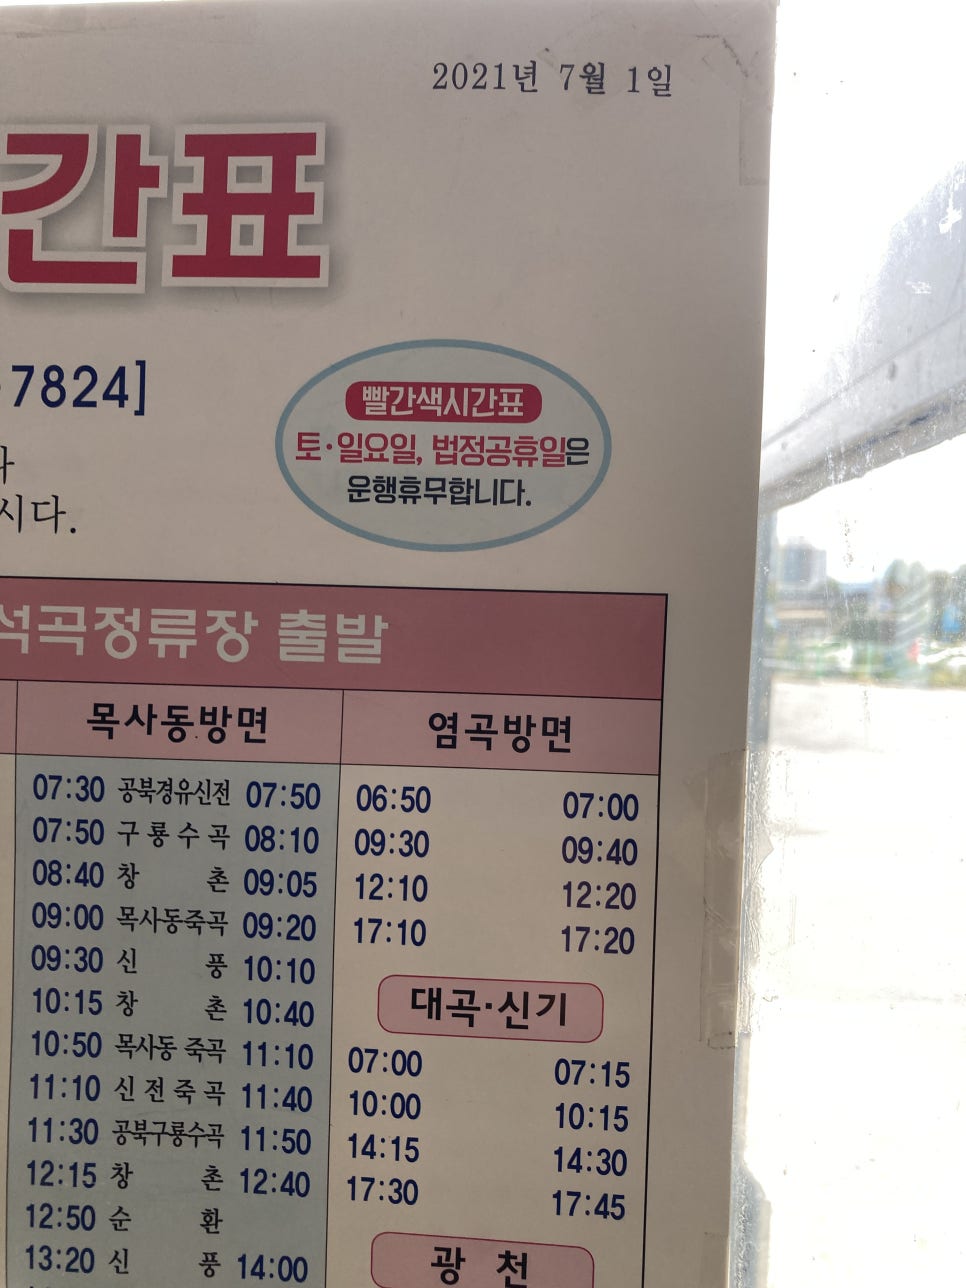 2021년 7월 1일
간표
7824]
시다.
빨간색시간표
토·일요일, 법정공휴일은
운행휴무합니다.
석곡정류장 출발
목사동방면 염곡방면
07:30 공북경유신전 07:50 06:50 07:00
07:50 구룡수곡 08:10 09:30 09:40
08:40 창촌 09:05 12:10 12:20
09:00 목사동죽곡 09:20 17:10 17:20
09:30 신풍 10:10
10:15 창촌 10:40 대곡·신기
10:50 목사동 죽곡 11:10 07:00 07:15
11:10 신전죽곡 11:40 10:00 10:15
11:30 공북구룡수곡 11:50 14:15 14:30
12:15 창촌 12:40 17:30 17:45
12:50 순환
13:20 신풍 14:00 광천